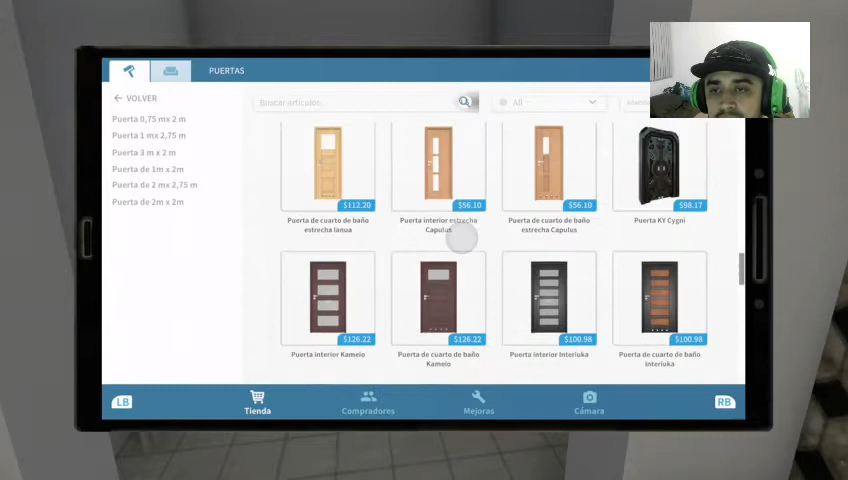 PUERTAS
VOLVER
Puerta 0,75 mx 2 m
Puerta 1 mx 2,75 m
Puerta 3 m x 2 m
Puerta de 1m x 2m
Puerta de 2 mx 2,75 m
Puerta de 2m x 2m
Buscar artículos...
All
$112.20
$56.10
$56.10
$98.17
Puerta de cuarto de baño
estrecha Ianua
Puerta interior estrecha
Capulus
Puerta de cuarto de baño
estrecha Capulus
Puerta KY Cygni
$126.22
$126.22
$100.98
$100.98
Puerta interior Kameio
Puerta de cuarto de baño
Kameio
Puerta interior Interiuka
Puerta de cuarto de baño
Interiuka
LB
Tienda
Compradores
Mejoras
Cámara
RB